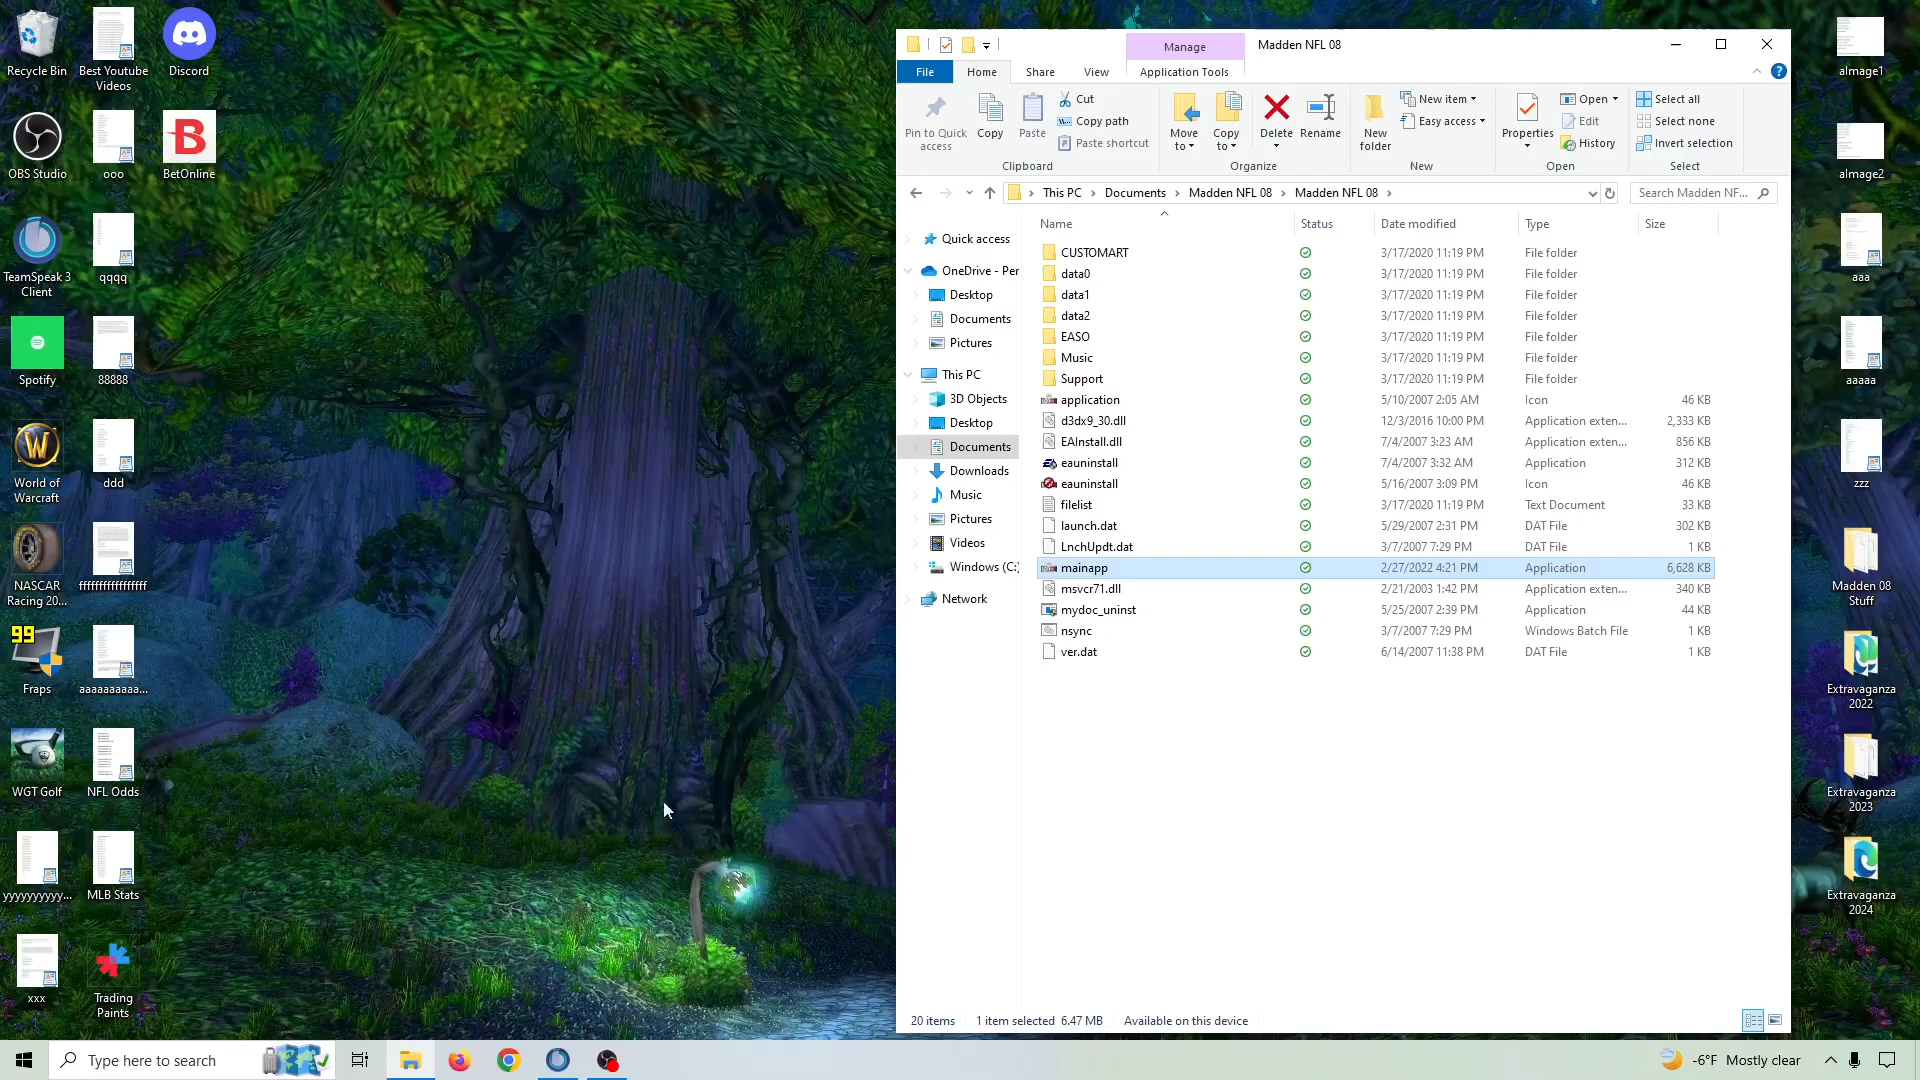 Recycle Bin
Best Youtube
Videos
Discord
OBS Studio
ooo
BetOnline
TeamSpeak 3
Client
qqqq
Spotify
88888
World of
Warcraft
ddd
NASCAR
Racing 20...
ffffffffffffffff
99
Fraps
aaaaaaaaaa...
WGT Golf
NFL Odds
yyyyyyyyyy...
MLB Stats
xxx
Trading
Paints
Manage
Madden NFL 08
File
Home
Share
View
Application Tools
Pin to Quick
access
Copy
Paste
Cut
Copy path
Paste shortcut
Clipboard
Move
to
Copy
to
Delete
Rename
Organize
New
folder
New item
Easy access
New
Properties
Open
Edit
History
Open
Select all
Select none
Invert selection
Select
This PC
Documents
Madden NFL 08
Madden NFL 08
Search Madden NF...
Quick access
OneDrive - Per
Desktop
Documents
Pictures
This PC
3D Objects
Desktop
Documents
Downloads
Music
Pictures
Videos
Windows (C:)
Network
Name Status Date modified Type Size
CUSTOMART 3/17/2020 11:19 PM File folder
data0 3/17/2020 11:19 PM File folder
data1 3/17/2020 11:19 PM File folder
data2 3/17/2020 11:19 PM File folder
EASO 3/17/2020 11:19 PM File folder
Music 3/17/2020 11:19 PM File folder
Support 3/17/2020 11:19 PM File folder
application 5/10/2007 2:05 AM Icon 46 KB
d3dx9_30.dll 12/3/2016 10:00 PM Application exten... 2,333 KB
EAInstall.dll 7/4/2007 3:23 AM Application exten... 856 KB
eauninstall 7/4/2007 3:32 AM Application 312 KB
eauninstall 5/16/2007 3:09 PM Icon 46 KB
filelist 3/17/2020 11:19 PM Text Document 33 KB
launch.dat 5/29/2007 2:31 PM DAT File 302 KB
LnchUpdt.dat 3/7/2007 7:29 PM DAT File 1 KB
mainapp 2/27/2022 4:21 PM Application 6,628 KB
msvcr71.dll 2/21/2003 1:42 PM Application exten... 340 KB
mydoc_uninst 5/25/2007 2:39 PM Application 44 KB
nsync 3/7/2007 7:29 PM Windows Batch File 1 KB
ver.dat 6/14/2007 11:38 PM DAT File 1 KB
20 items 1 item selected 6.47 MB Available on this device
aImage1
aImage2
aaa
aaaaa
zzz
Madden 08
Stuff
Extravaganza
2022
Extravaganza
2023
Extravaganza
2024
Type here to search
-6°F Mostly clear